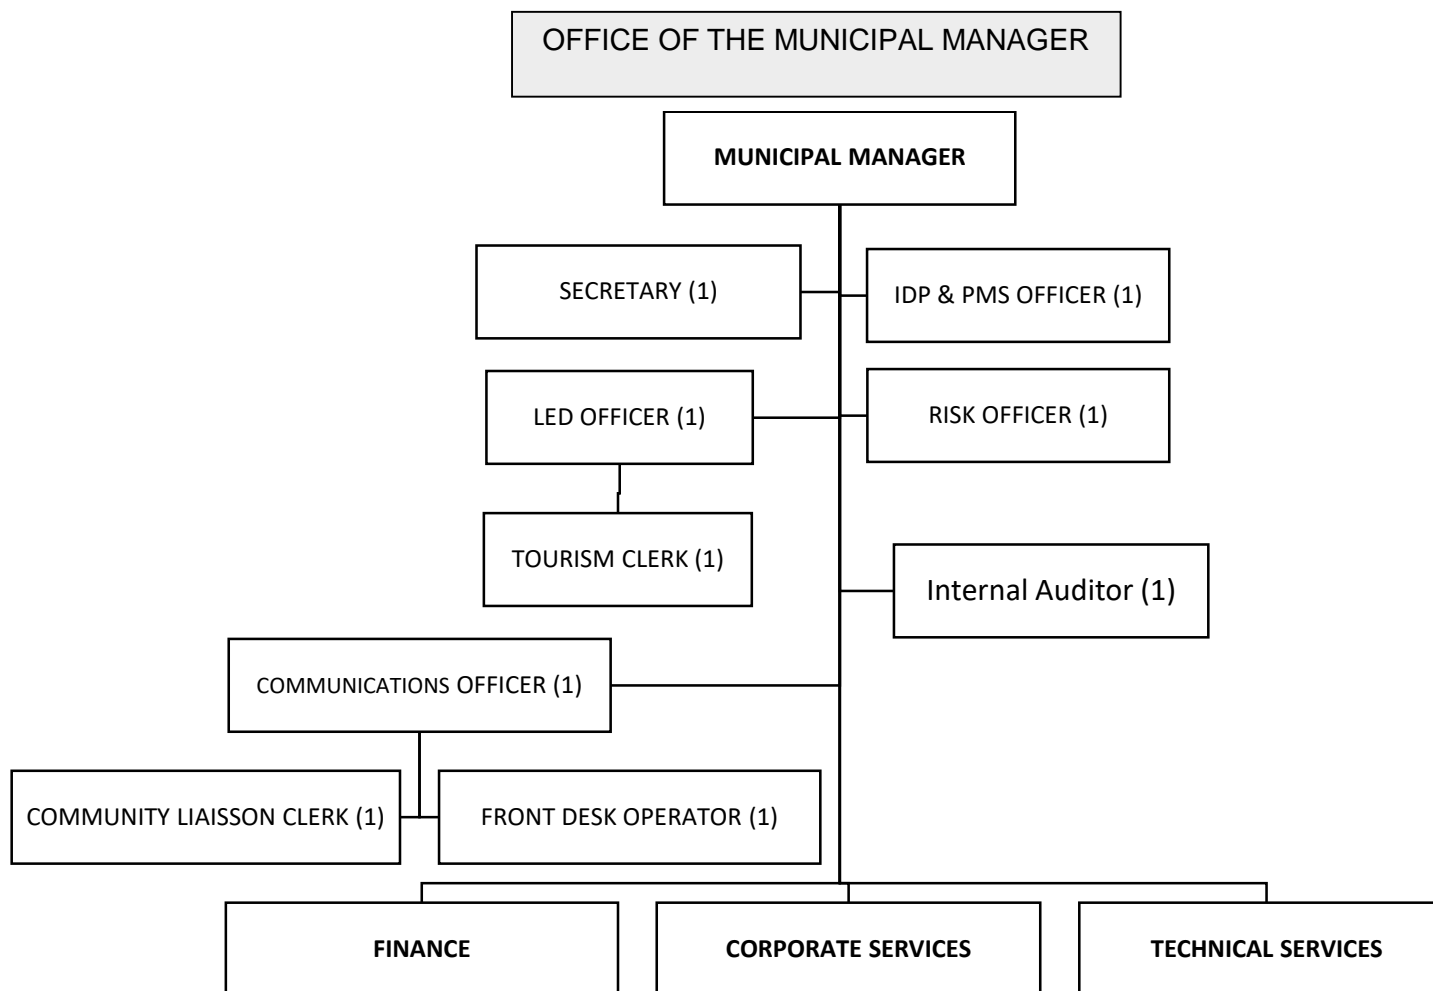 OFFICE OF THE MUNICIPAL MANAGER
MUNICIPAL MANAGER
SECRETARY (1)
IDP & PMS OFFICER (1)
LED OFFICER (1)
RISK OFFICER (1)
TOURISM CLERK (1)
Internal Auditor (1)
COMMUNICATIONS OFFICER (1)
COMMUNITY LIAISSON CLERK (1)
FRONT DESK OPERATOR (1)
FINANCE
CORPORATE SERVICES
TECHNICAL SERVICES